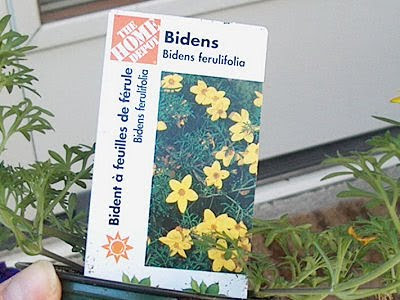 THE
HOME
DEPOT
Bidens
Bidens ferulifolia
Bident à feuilles de férule
Bidens ferulifolia